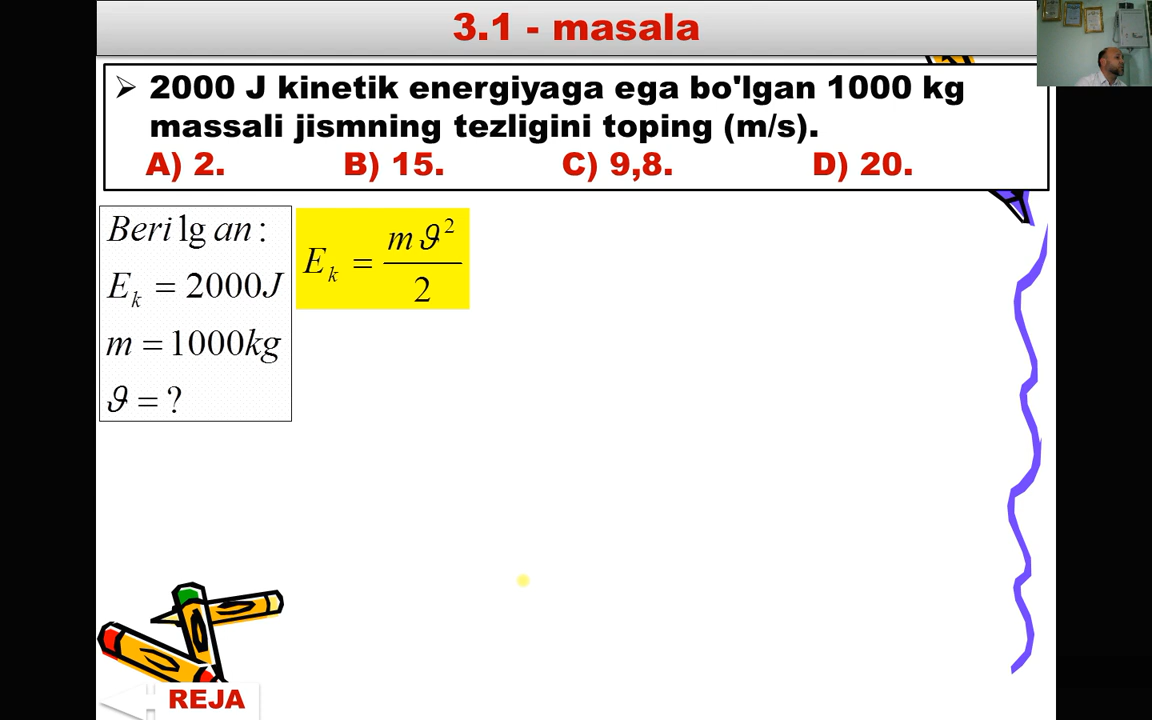 3.1 - masala
➢ 2000 J kinetik energiyaga ega bo'lgan 1000 kg
massali jismning tezligini toping (m/s).
A) 2. B) 15. C) 9,8. D) 20.
Berilgan:
E_k = 2000J
m = 1000kg
ϑ = ?
E_k = mϑ²/2
REJA